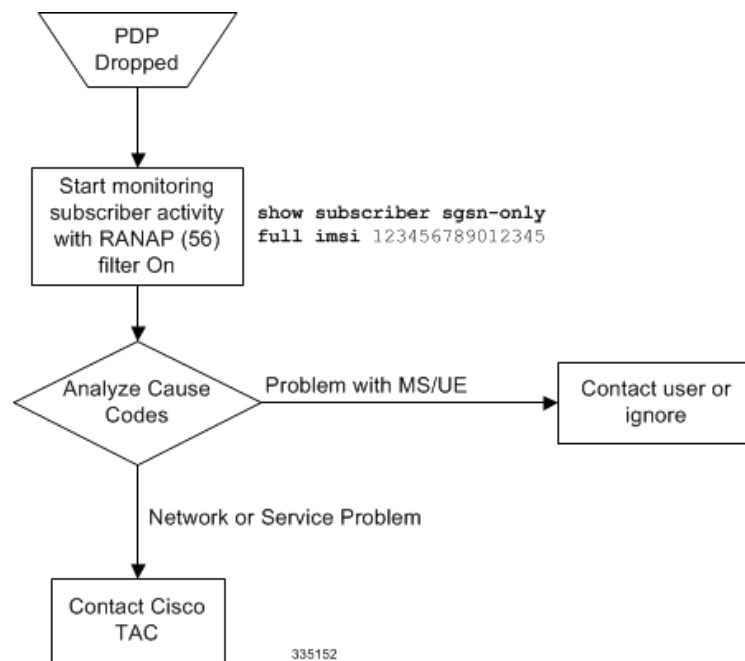 PDP
Dropped
Start monitoring
subscriber activity
with RANAP (56)
filter On
show subscriber sgsn-only
full imsi 123456789012345
Analyze Cause
Codes
Problem with MS/UE
Contact user or
ignore
Network or Service Problem
Contact Cisco
TAC
335152